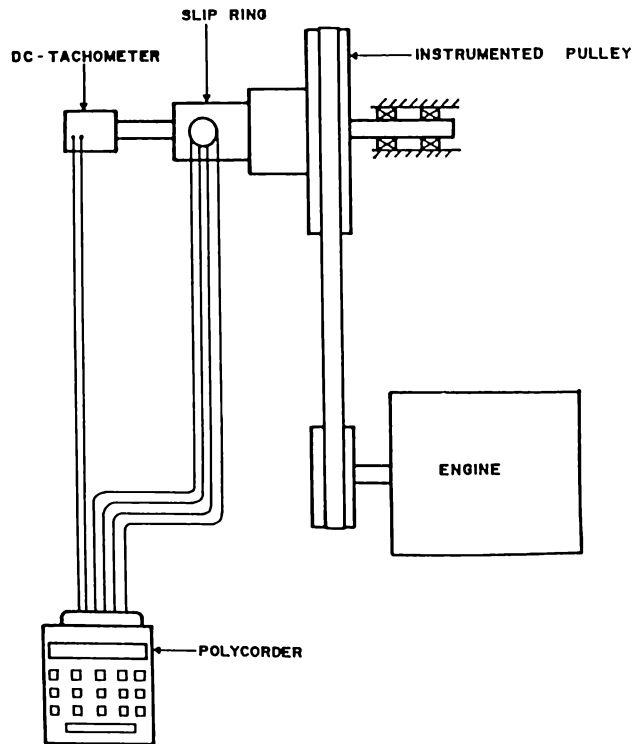 SLIP RING
DC-TACHOMETER
INSTRUMENTED PULLEY
ENGINE
POLYCORDER